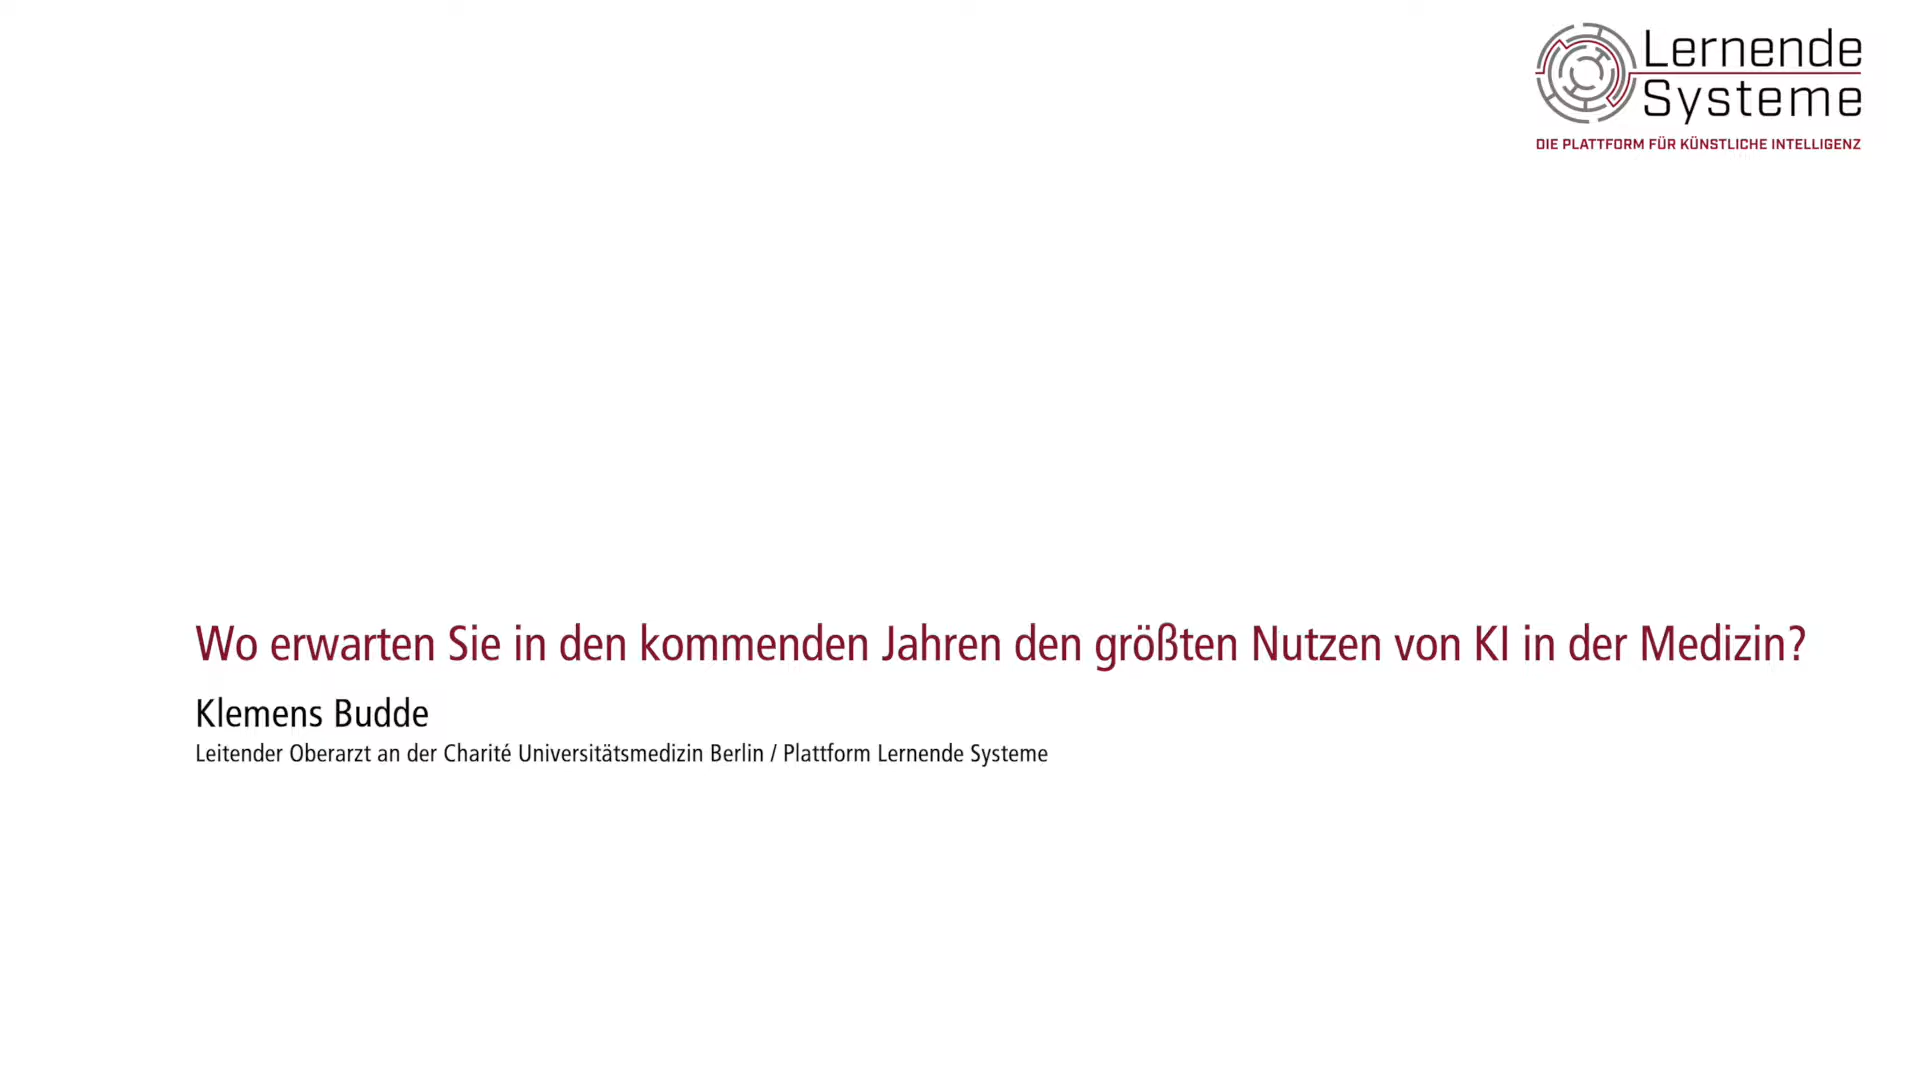 Lernende
Systeme
DIE PLATTFORM FÜR KÜNSTLICHE INTELLIGENZ
Wo erwarten Sie in den kommenden Jahren den größten Nutzen von KI in der Medizin?
Klemens Budde
Leitender Oberarzt an der Charité Universitätsmedizin Berlin / Plattform Lernende Systeme